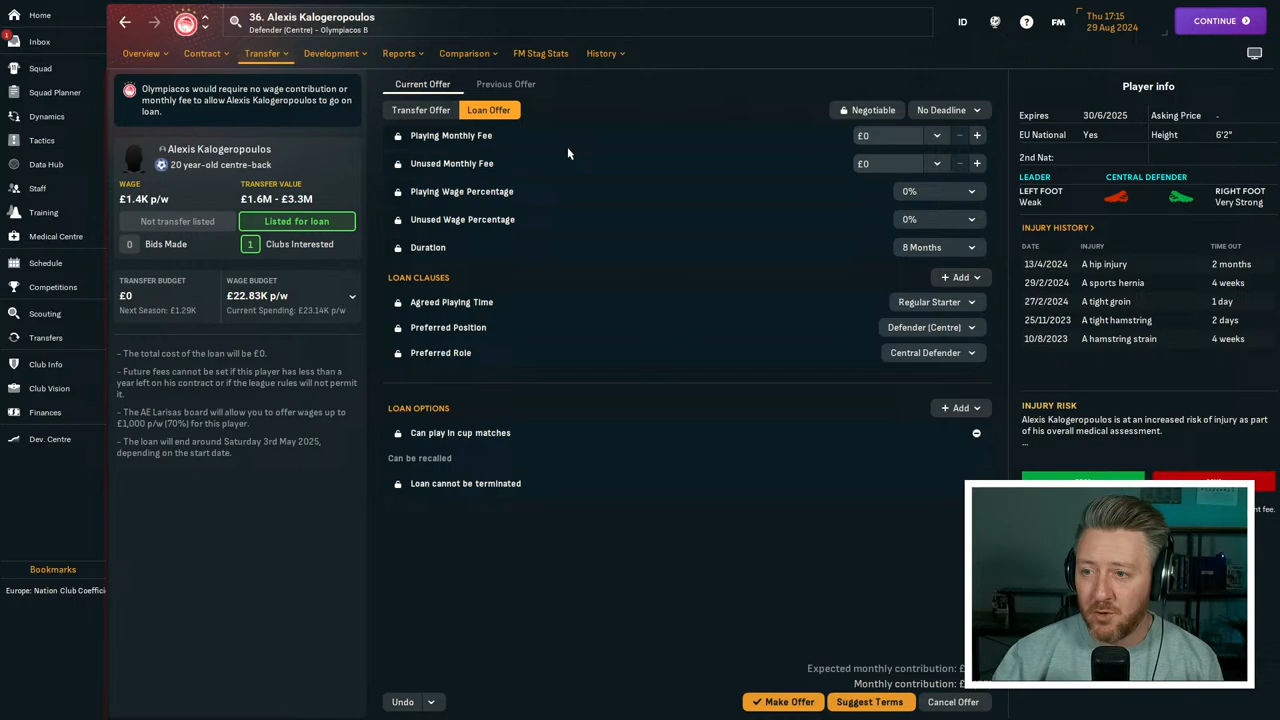 Home
36. Alexis Kalogeropoulos
Defender (Centre) - Olympiacos B
ID
FM
Thu 17:15
29 Aug 2024
CONTINUE
1
Inbox
Squad
Squad Planner
Dynamics
Tactics
Data Hub
Staff
Training
Medical Centre
Schedule
Competitions
Scouting
Transfers
Club Info
Club Vision
Finances
Dev. Centre
Bookmarks
Europe: Nation Club Coeffici
Overview
Contract
Transfer
Development
Reports
Comparison
FM Stag Stats
History
Olympiacos would require no wage contribution or
monthly fee to allow Alexis Kalogeropoulos to go on
loan.
Alexis Kalogeropoulos
20 year-old centre-back
WAGE
TRANSFER VALUE
£1.4K p/w
£1.6M - £3.3M
Not transfer listed
Listed for loan
0
Bids Made
1
Clubs Interested
TRANSFER BUDGET
WAGE BUDGET
£0
£22.83K p/w
Next Season: £1.29K
Current Spending: £23.14K p/w
- The total cost of the loan will be £0.
- Future fees cannot be set if this player has less than a
year left on his contract or if the league rules will not permit
it.
- The AE Larisas board will allow you to offer wages up to
£1,000 p/w (70%) for this player.
- The loan will end around Saturday 3rd May 2025,
depending on the start date.
Current Offer
Previous Offer
Transfer Offer
Loan Offer
Negotiable
No Deadline
Playing Monthly Fee
£0
Unused Monthly Fee
£0
Playing Wage Percentage
0%
Unused Wage Percentage
0%
Duration
8 Months
LOAN CLAUSES
+ Add
Agreed Playing Time
Regular Starter
Preferred Position
Defender (Centre)
Preferred Role
Central Defender
LOAN OPTIONS
+ Add
Can play in cup matches
Can be recalled
Loan cannot be terminated
Expected monthly contribution: £
Monthly contribution: £
Undo
Make Offer
Suggest Terms
Cancel Offer
Player info
Expires
30/6/2025
Asking Price
-
EU National
Yes
Height
6'2"
2nd Nat:
LEADER
CENTRAL DEFENDER
LEFT FOOT
Weak
RIGHT FOOT
Very Strong
INJURY HISTORY >
DATE
INJURY
TIME OUT
13/4/2024
A hip injury
2 months
29/2/2024
A sports hernia
4 weeks
27/2/2024
A tight groin
1 day
25/11/2023
A tight hamstring
2 days
10/8/2023
A hamstring strain
4 weeks
INJURY RISK
Alexis Kalogeropoulos is at an increased risk of injury as part
of his overall medical assessment.
...
nt fee.